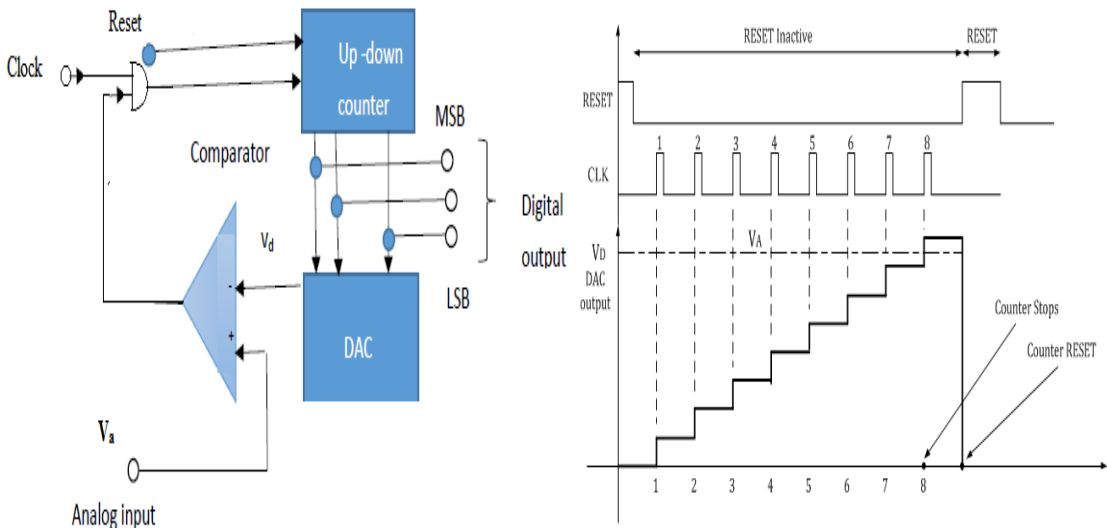 Reset
Clock
Up -down
counter
MSB
Comparator
Digital
output
Vd
-
LSB
+
DAC
Va
Analog input
RESET Inactive
RESET
RESET
1 2 3 4 5 6 7 8
CLK
VA
VD
DAC
output
Counter Stops
Counter RESET
1 2 3 4 5 6 7 8